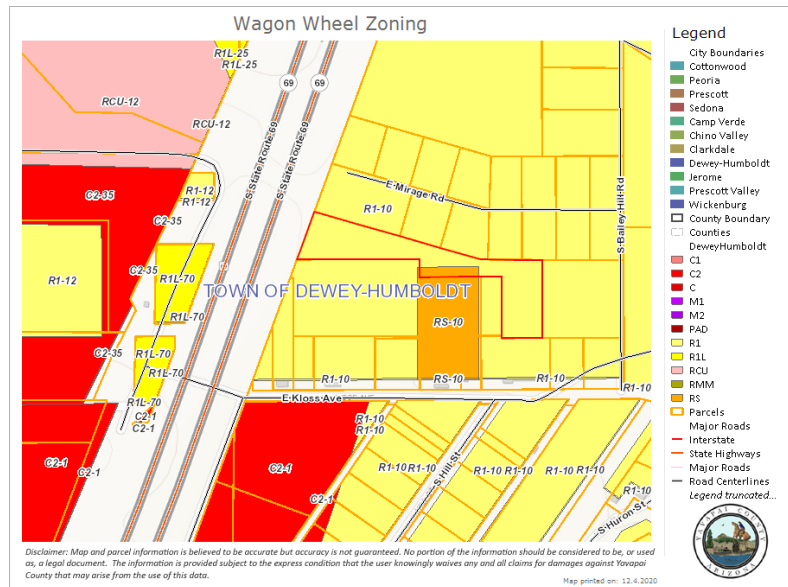 Wagon Wheel Zoning
R1L-25
R1L-25
RCU-12
RCU-12
69
69
S State Route 69
S State Route 69
E Mirage Rd
S Bailey Hill Rd
C2-35
R1-12
R1-12
R1-10
C2-35
C2-35
R1-12
R1L-70
TOWN OF DEWEY-HUMBOLDT
R1L-70
RS-10
C2-35
R1L-70
R1L-70
R1-10
RS-10
R1-10
R1-10
E Kloss Ave
R1L-70
C2-1
C2-1
R1-10
R1-10
C2-1
C2-1
C2-1
C2-1
R1-10
R1-10
S Hill St
R1-10
R1-10
R1-10
R1-10
R1-10
S Huron St
Legend
City Boundaries
Cottonwood
Peoria
Prescott
Sedona
Camp Verde
Chino Valley
Clarkdale
Dewey-Humboldt
Jerome
Prescott Valley
Wickenburg
County Boundary
Counties
DeweyHumboldt
C1
C2
C
M1
M2
PAD
R1
R1L
RCU
RMM
RS
Parcels
Major Roads
Interstate
State Highways
Major Roads
Road Centerlines
Legend truncated...
YAVAPAI COUNTY
ARIZONA
Disclaimer: Map and parcel information is believed to be accurate but accuracy is not guaranteed. No portion of the information should be considered to be, or used
as, a legal document. The information is provided subject to the express condition that the user knowingly waives any and all claims for damages against Yavapai
County that may arise from the use of this data.
Map printed on: 12.4.2020